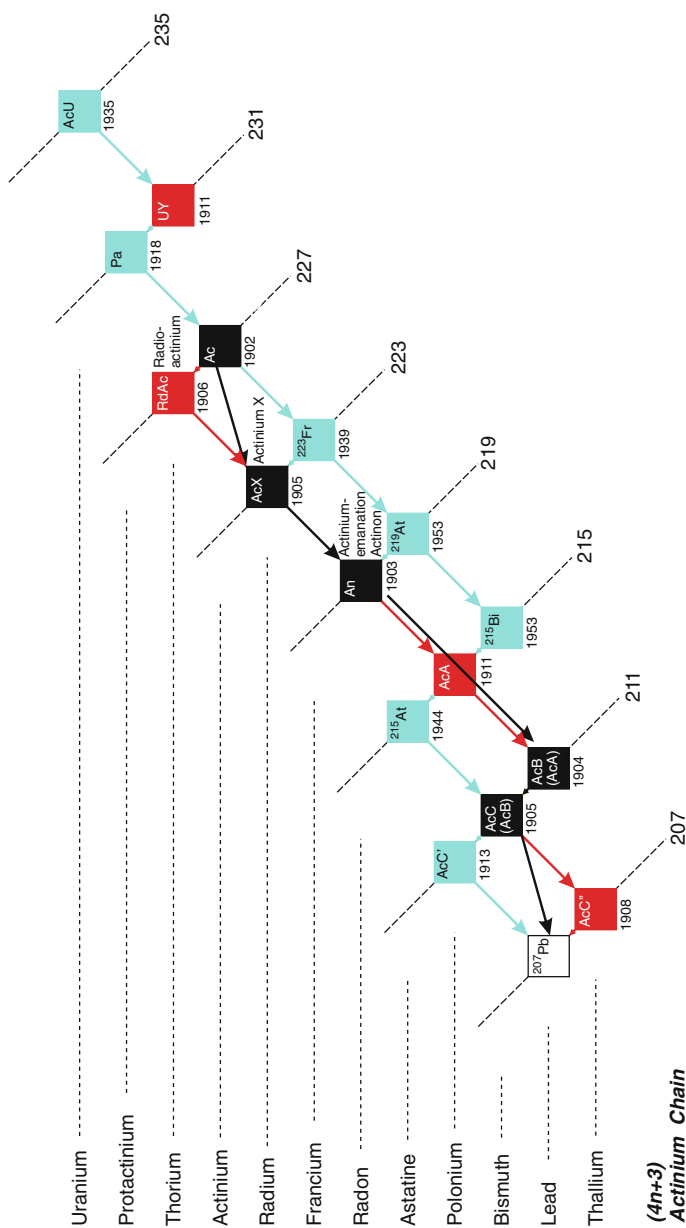 Uranium
Protactinium
Thorium
Actinium
Radium
Francium
Radon
Astatine
Polonium
Bismuth
Lead
Thallium
(4n+3)
Actinium Chain
AcU
1935
235
UY
1911
231
Pa
1918
Ac
1902
227
Radio-
actinium
RdAc
1906
223Fr
1939
223
Actinium X
AcX
1905
219At
1953
219
Actinium-
emanation
Actinon
An
1903
215Bi
1953
215
AcA
1911
215At
1944
AcB
(AcA)
1904
211
AcC
(AcB)
1905
AcC'
1913
AcC"
1908
207
207Pb